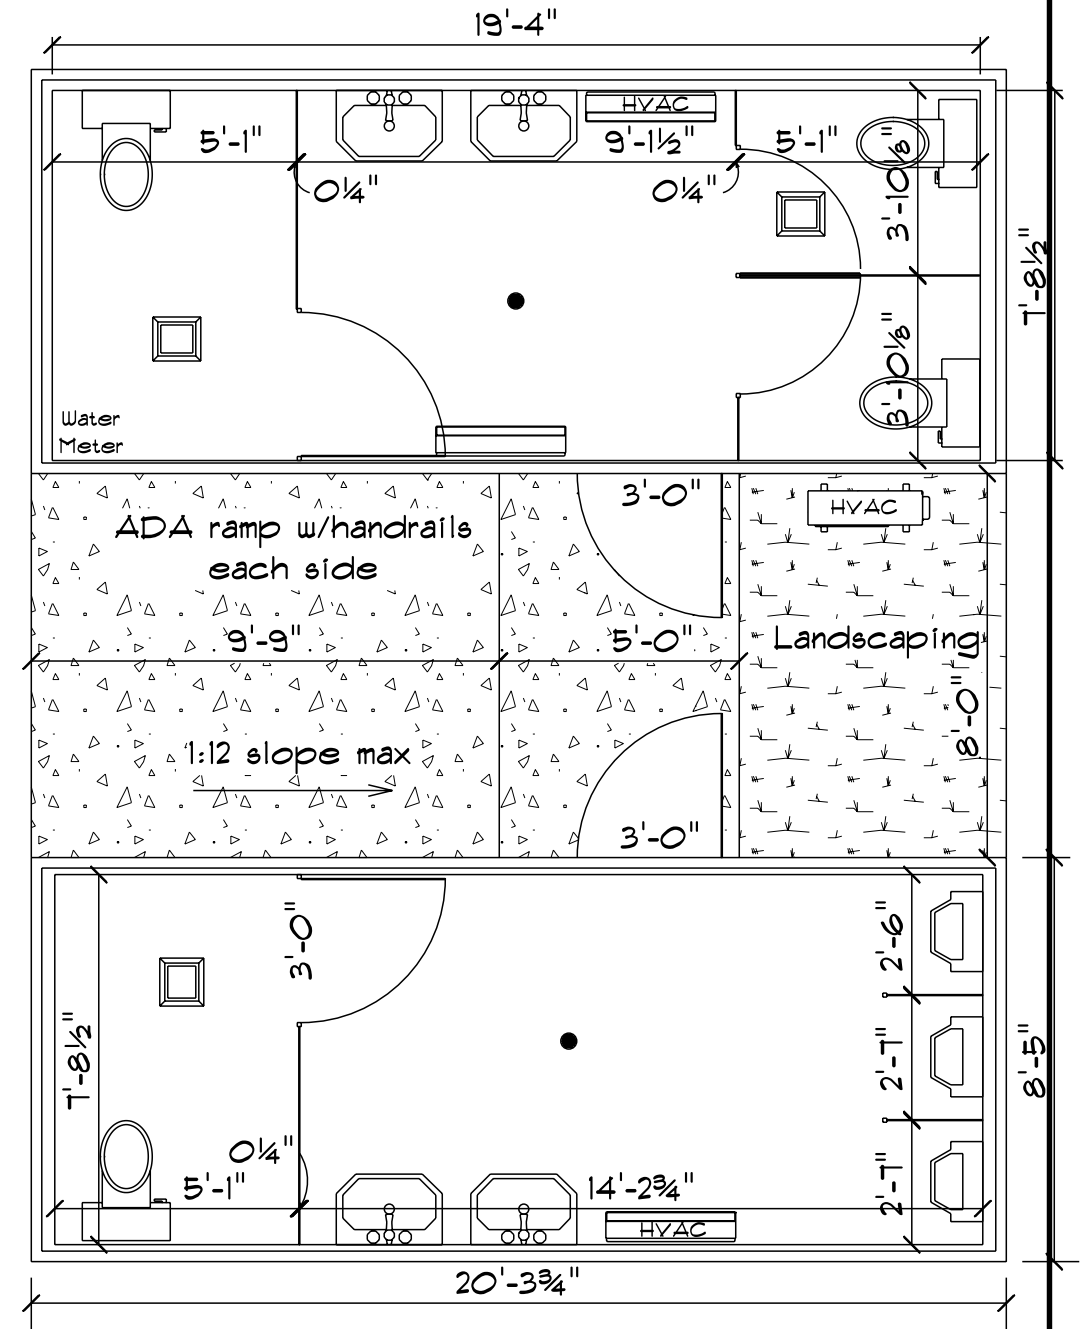 19'-4"
HVAC
5'-1"
9'-1½"
5'-1"
0¼"
0¼"
3'-10⅛"
7'-8½"
3'-10⅛"
Water
Meter
3'-0"
HVAC
ADA ramp w/handrails
each side
9'-9"
5'-0"
Landscaping
8'-0"
1:12 slope max
3'-0"
3'-0"
2'-6"
7'-8½"
2'-7"
8'-5"
0¼"
5'-1"
14'-2¾"
2'-7"
HVAC
20'-3¾"